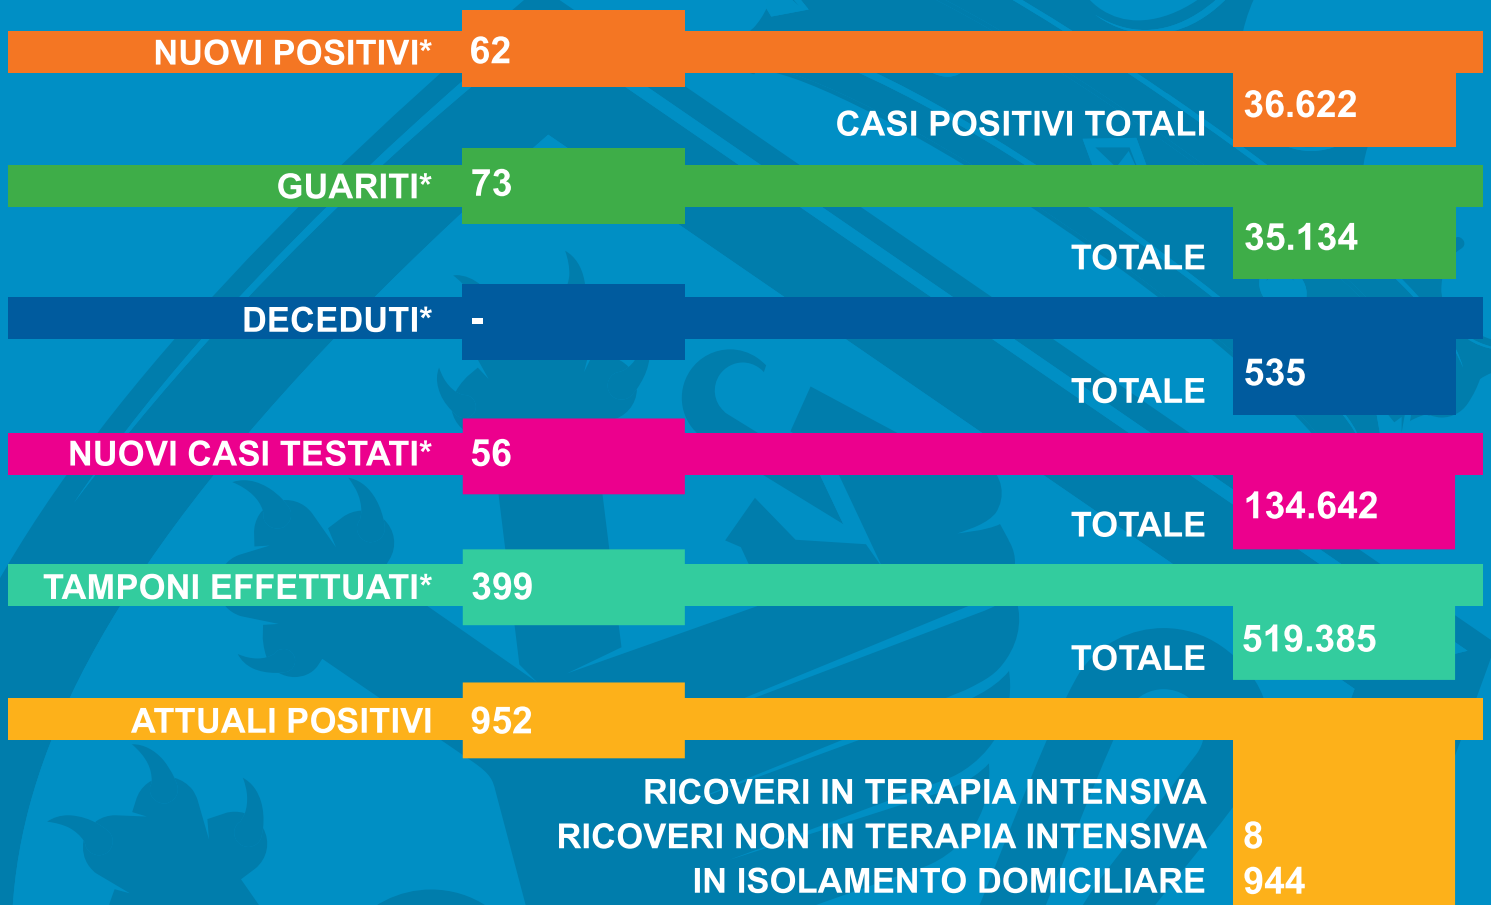 NUOVI POSITIVI* 62
CASI POSITIVI TOTALI 36.622
GUARITI* 73
TOTALE 35.134
DECEDUTI* -
TOTALE 535
NUOVI CASI TESTATI* 56
TOTALE 134.642
TAMPONI EFFETTUATI* 399
TOTALE 519.385
ATTUALI POSITIVI 952
RICOVERI IN TERAPIA INTENSIVA
RICOVERI NON IN TERAPIA INTENSIVA 8
IN ISOLAMENTO DOMICILIARE 944